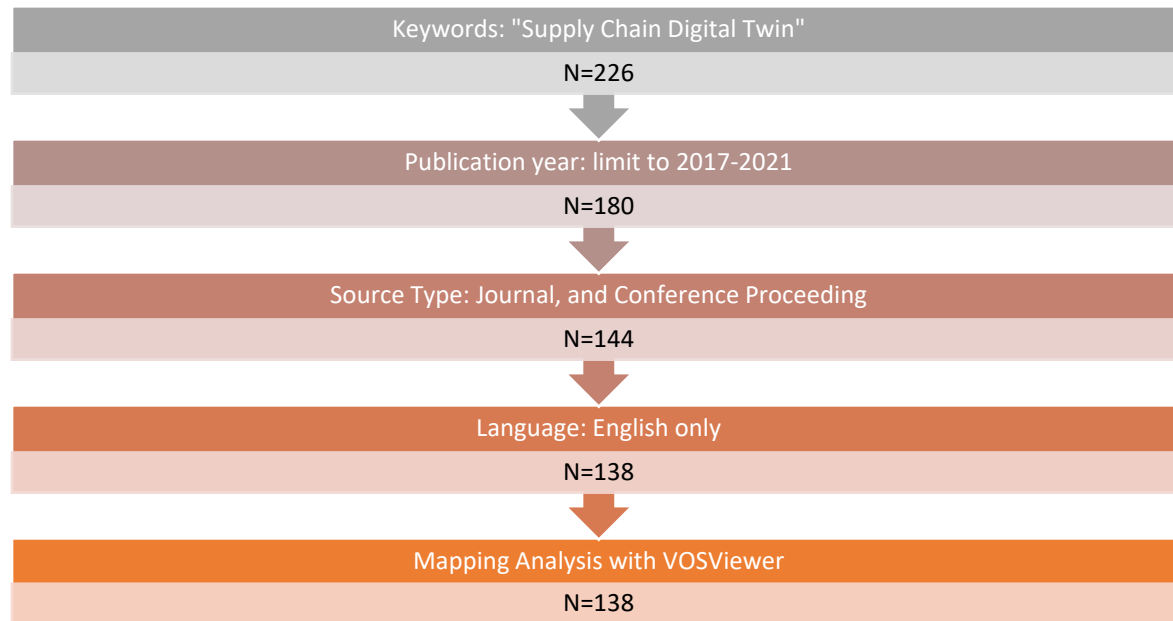 Keywords: "Supply Chain Digital Twin"
N=226
Publication year: limit to 2017-2021
N=180
Source Type: Journal, and Conference Proceeding
N=144
Language: English only
N=138
Mapping Analysis with VOSViewer
N=138